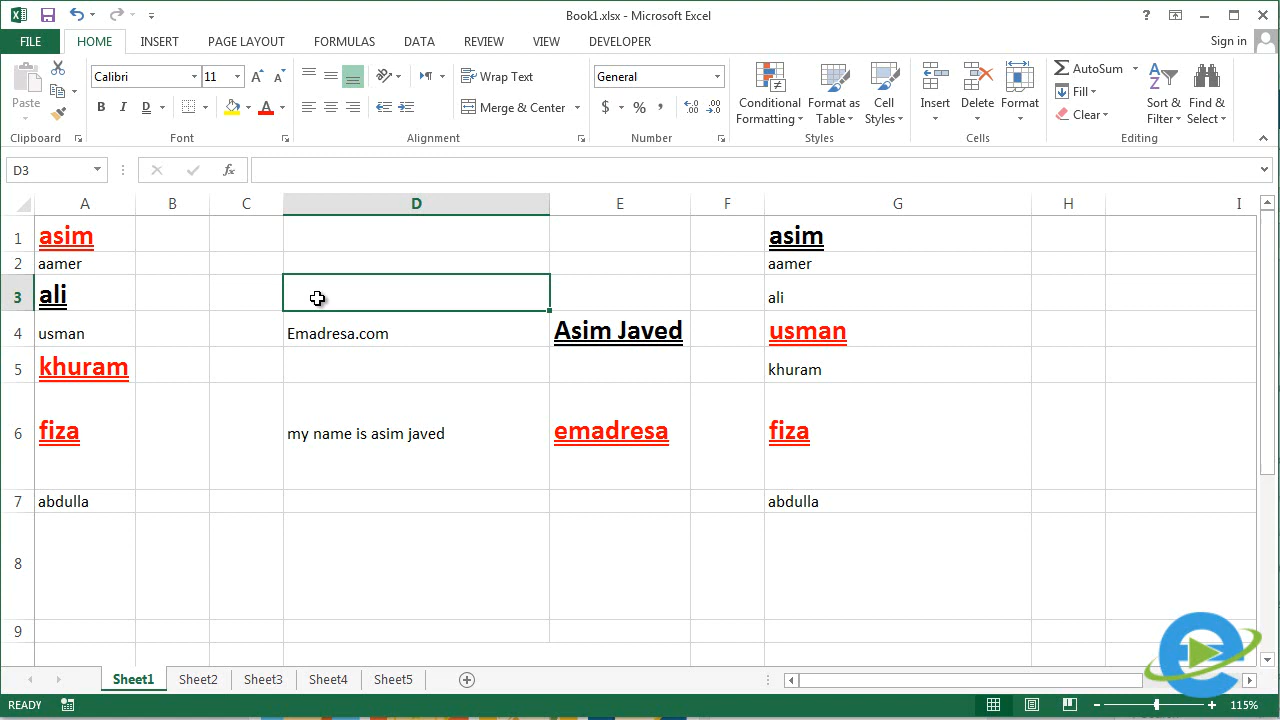 Book1.xlsx - Microsoft Excel
?
FILE HOME INSERT PAGE LAYOUT FORMULAS DATA REVIEW VIEW DEVELOPER Sign in
Paste
Calibri 11
B I D
Wrap Text
Merge & Center
General
$ % ,
Conditional Formatting
Format as Table
Cell Styles
Insert Delete Format
AutoSum
Fill
Clear
Sort & Filter
Find & Select
Clipboard Font Alignment Number Styles Cells Editing
D3 fx
A B C D E F G H I
1 asim asim
2 aamer aamer
3 ali ali
4 usman Emadresa.com Asim Javed usman
5 khuram khuram
6 fiza my name is asim javed emadresa fiza
7 abdulla abdulla
8
9
Sheet1 Sheet2 Sheet3 Sheet4 Sheet5
READY 115%